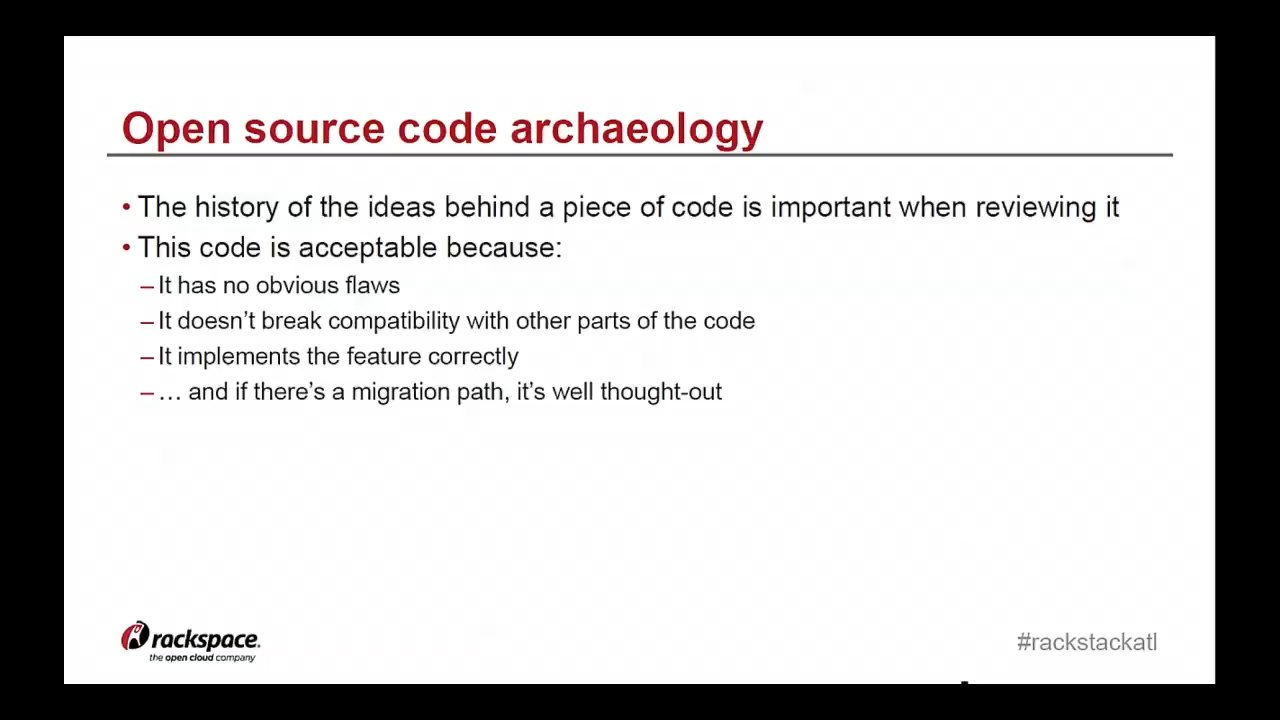 Open source code archaeology
• The history of the ideas behind a piece of code is important when reviewing it
• This code is acceptable because:
– It has no obvious flaws
– It doesn’t break compatibility with other parts of the code
– It implements the feature correctly
– … and if there’s a migration path, it’s well thought-out
rackspace.
the open cloud company
#rackstackatl